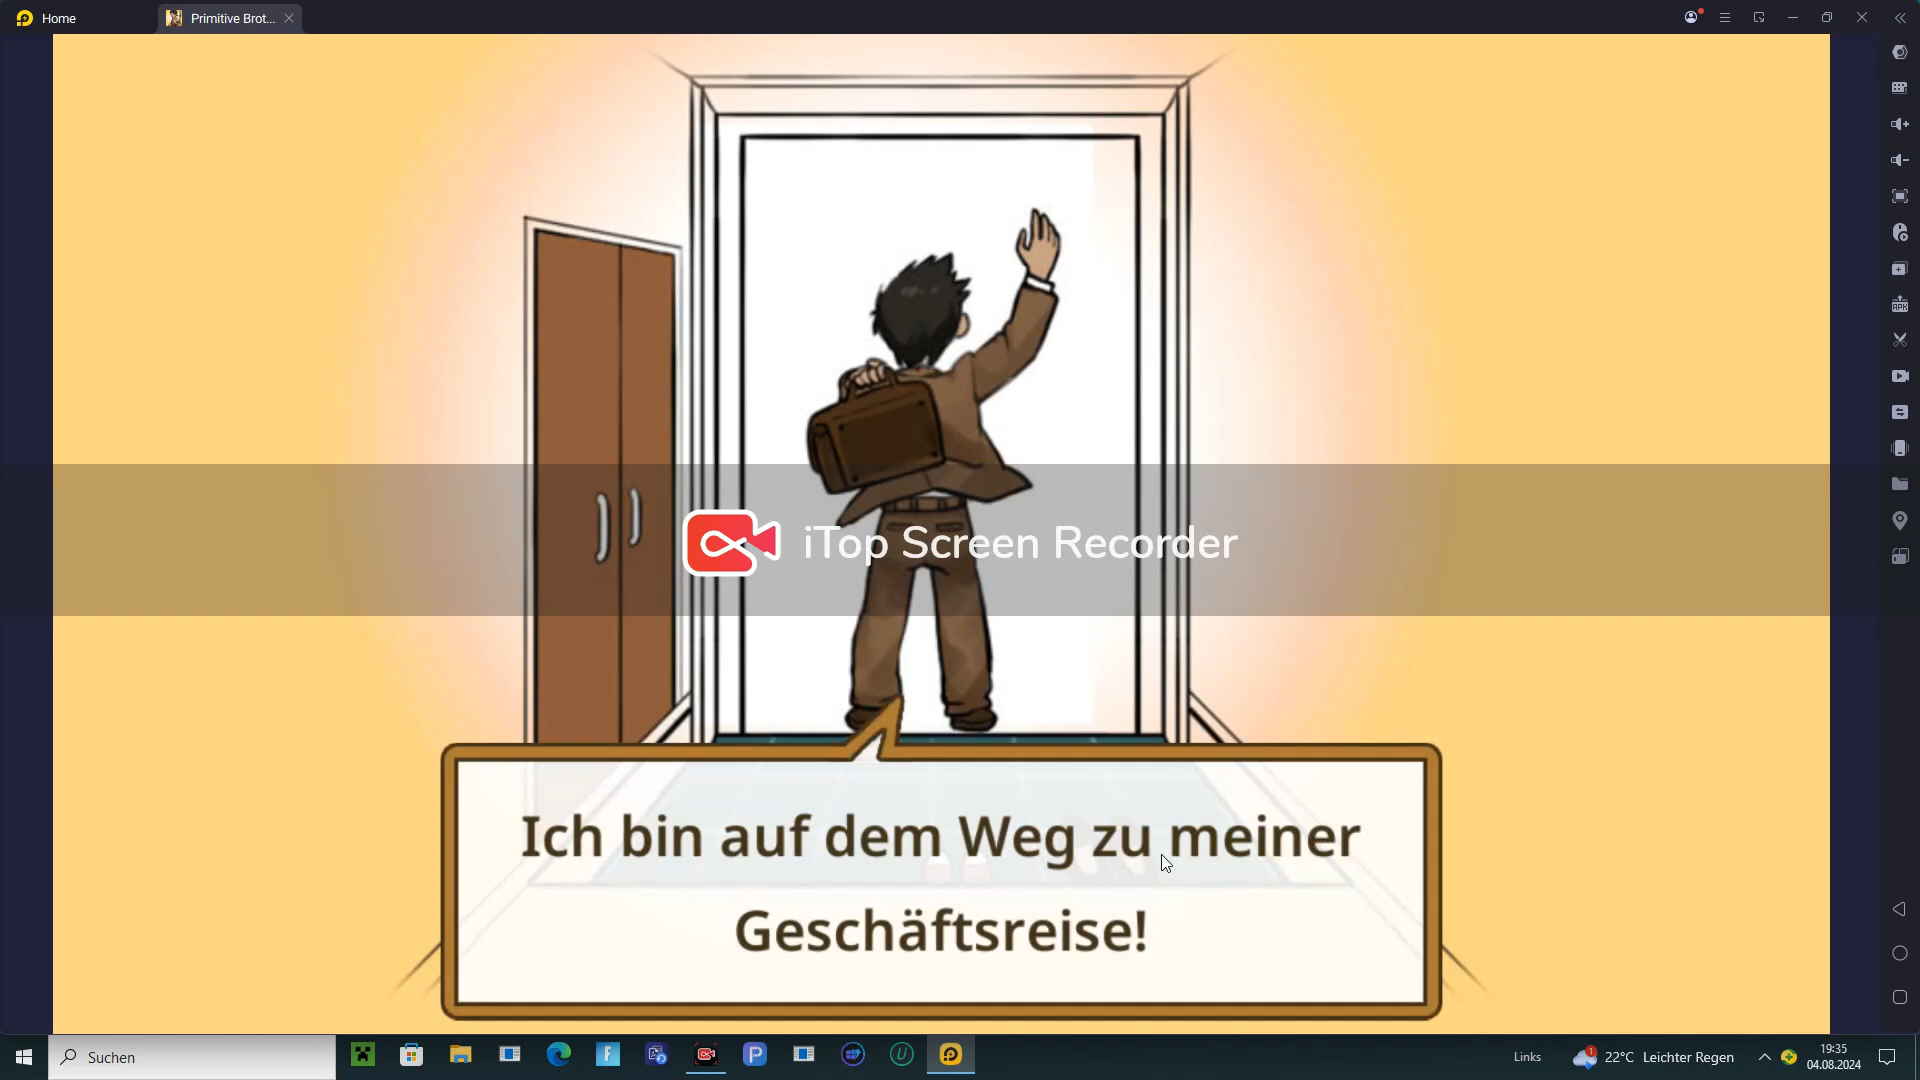 Home
Primitive Brot...
iTop Screen Recorder
Ich bin auf dem Weg zu meiner
Geschäftsreise!
Suchen
Links
1
22°C Leichter Regen
19:35
04.08.2024